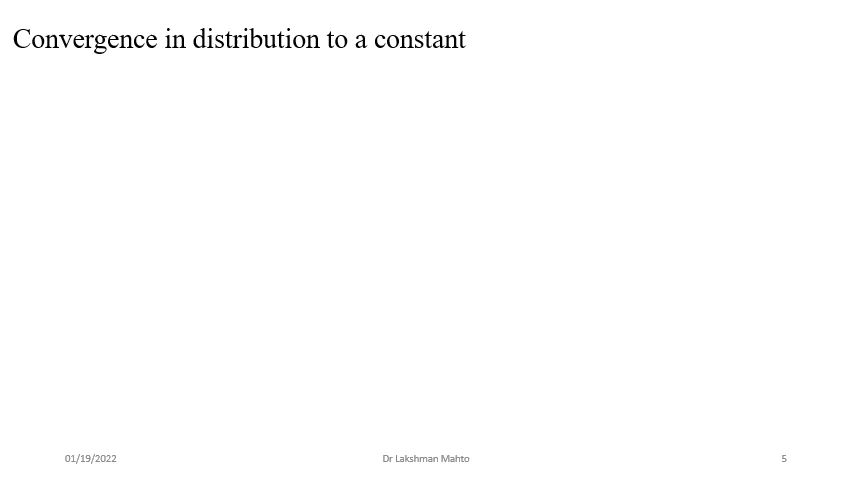 Convergence in distribution to a constant
01/19/2022
Dr Lakshman Mahto
5